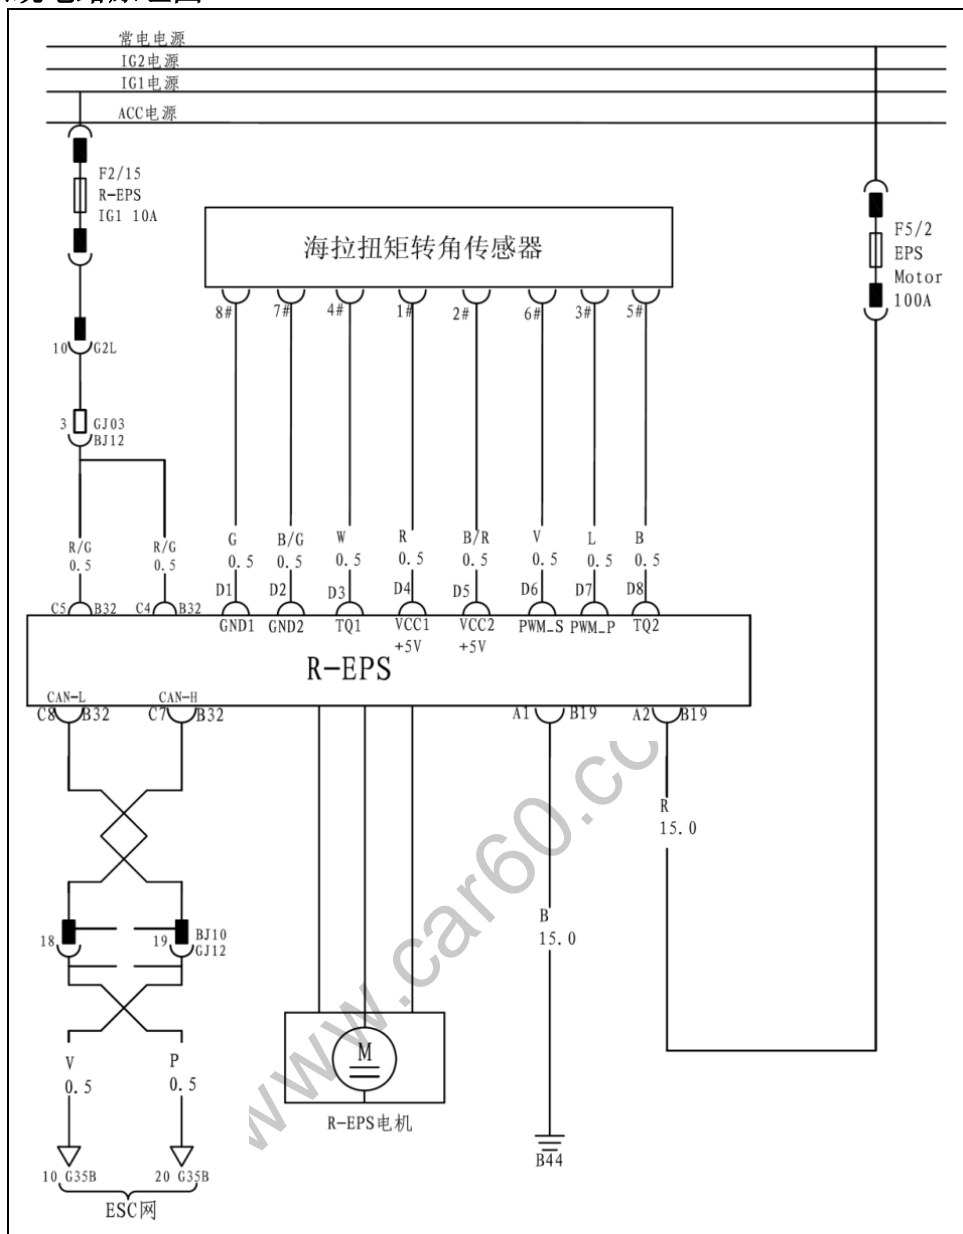 常电电源
IG2电源
IG1电源
ACC电源
F2/15
R-EPS
IG1 10A
海拉扭矩转角传感器
F5/2
EPS
Motor
100A
8# 7# 4# 1# 2# 6# 3# 5#
10 G2L
3 GJ03
BJ12
R/G R/G G B/G W R B/R V L B
0.5 0.5 0.5 0.5 0.5 0.5 0.5 0.5 0.5 0.5
C5 B32 C4 B32 D1 D2 D3 D4 D5 D6 D7 D8
GND1 GND2 TQ1 VCC1 VCC2 PWM_S PWM_P TQ2
+5V +5V
R-EPS
CAN-L CAN-H
C8 B32 C7 B32 A1 B19 A2 B19
R
15.0
B
15.0
18 19 BJ10
GJ12
V P
0.5 0.5
M
R-EPS电机
B44
10 G35B 20 G35B
ESC网
www.car60.cc